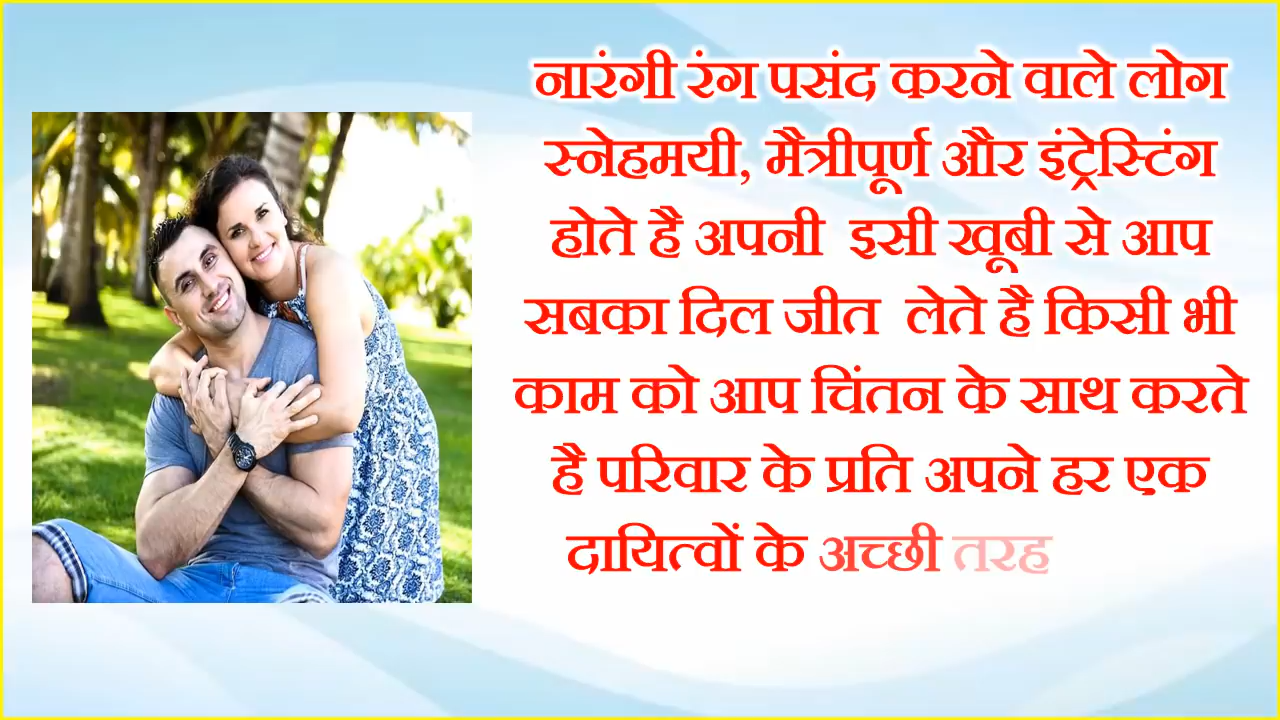 नारंगी रंग पसंद करने वाले लोग
स्नेहमयी, मैत्रीपूर्ण और इंट्रेस्टिंग
होते है अपनी इसी खूबी से आप
सबका दिल जीत लेते है किसी भी
काम को आप चिंतन के साथ करते
है परिवार के प्रति अपने हर एक
दायित्वों के अच्छी तरह